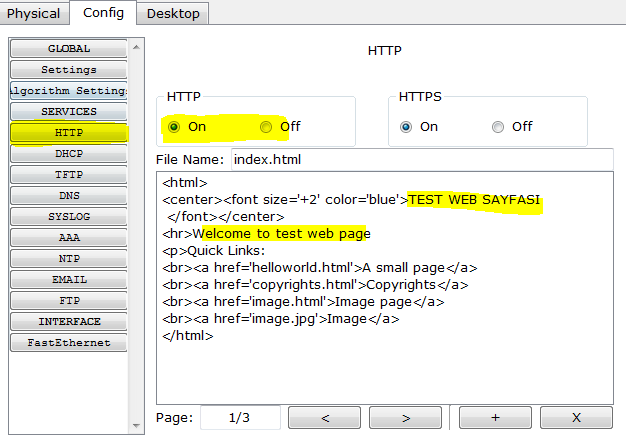 Physical Config Desktop
GLOBAL
Settings
Algorithm Settings
SERVICES
HTTP
DHCP
TFTP
DNS
SYSLOG
AAA
NTP
EMAIL
FTP
INTERFACE
FastEthernet
HTTP
HTTP HTTPS
On Off On Off
File Name: index.html
<html>
<center><font size='+2' color='blue'>TEST WEB SAYFASI
</font></center>
<hr>Welcome to test web page
<p>Quick Links:
<br><a href='helloworld.html'>A small page</a>
<br><a href='copyrights.html'>Copyrights</a>
<br><a href='image.html'>Image page</a>
<br><a href='image.jpg'>Image</a>
</html>
Page: 1/3 < > + X